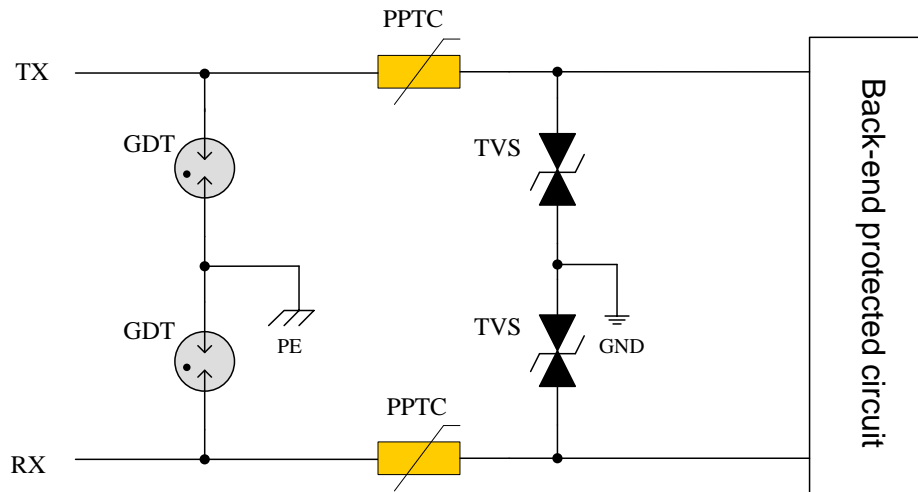 PPTC
TX
GDT
TVS
GDT
PE
TVS
GND
PPTC
RX
Back-end protected circuit